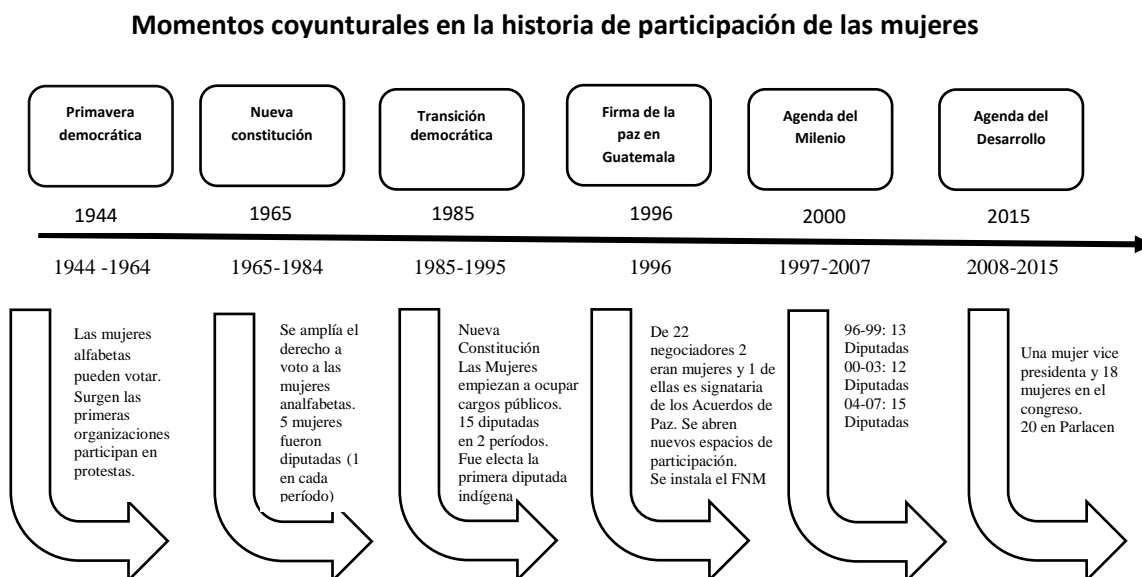 Momentos coyunturales en la historia de participación de las mujeres
Primavera
democrática
Nueva
constitución
Transición
democrática
Firma de la
paz en
Guatemala
Agenda del
Milenio
Agenda del
Desarrollo
1944
1965
1985
1996
2000
2015
1944 -1964
1965-1984
1985-1995
1996
1997-2007
2008-2015
Las mujeres
alfabetas
pueden votar.
Surgen las
primeras
organizaciones
participan en
protestas.
Se amplía el
derecho a
voto a las
mujeres
analfabetas.
5 mujeres
fueron
diputadas (1
en cada
período)
Nueva
Constitución
Las Mujeres
empiezan a ocupar
cargos públicos.
15 diputadas
en 2 períodos.
Fue electa la
primera diputada
indígena
De 22
negociadores 2
eran mujeres y 1 de
ellas es signataria
de los Acuerdos de
Paz. Se abren
nuevos espacios de
participación.
Se instala el FNM
96-99: 13
Diputadas
00-03: 12
Diputadas
04-07: 15
Diputadas
Una mujer vice
presidenta y 18
mujeres en el
congreso.
20 en Parlacen